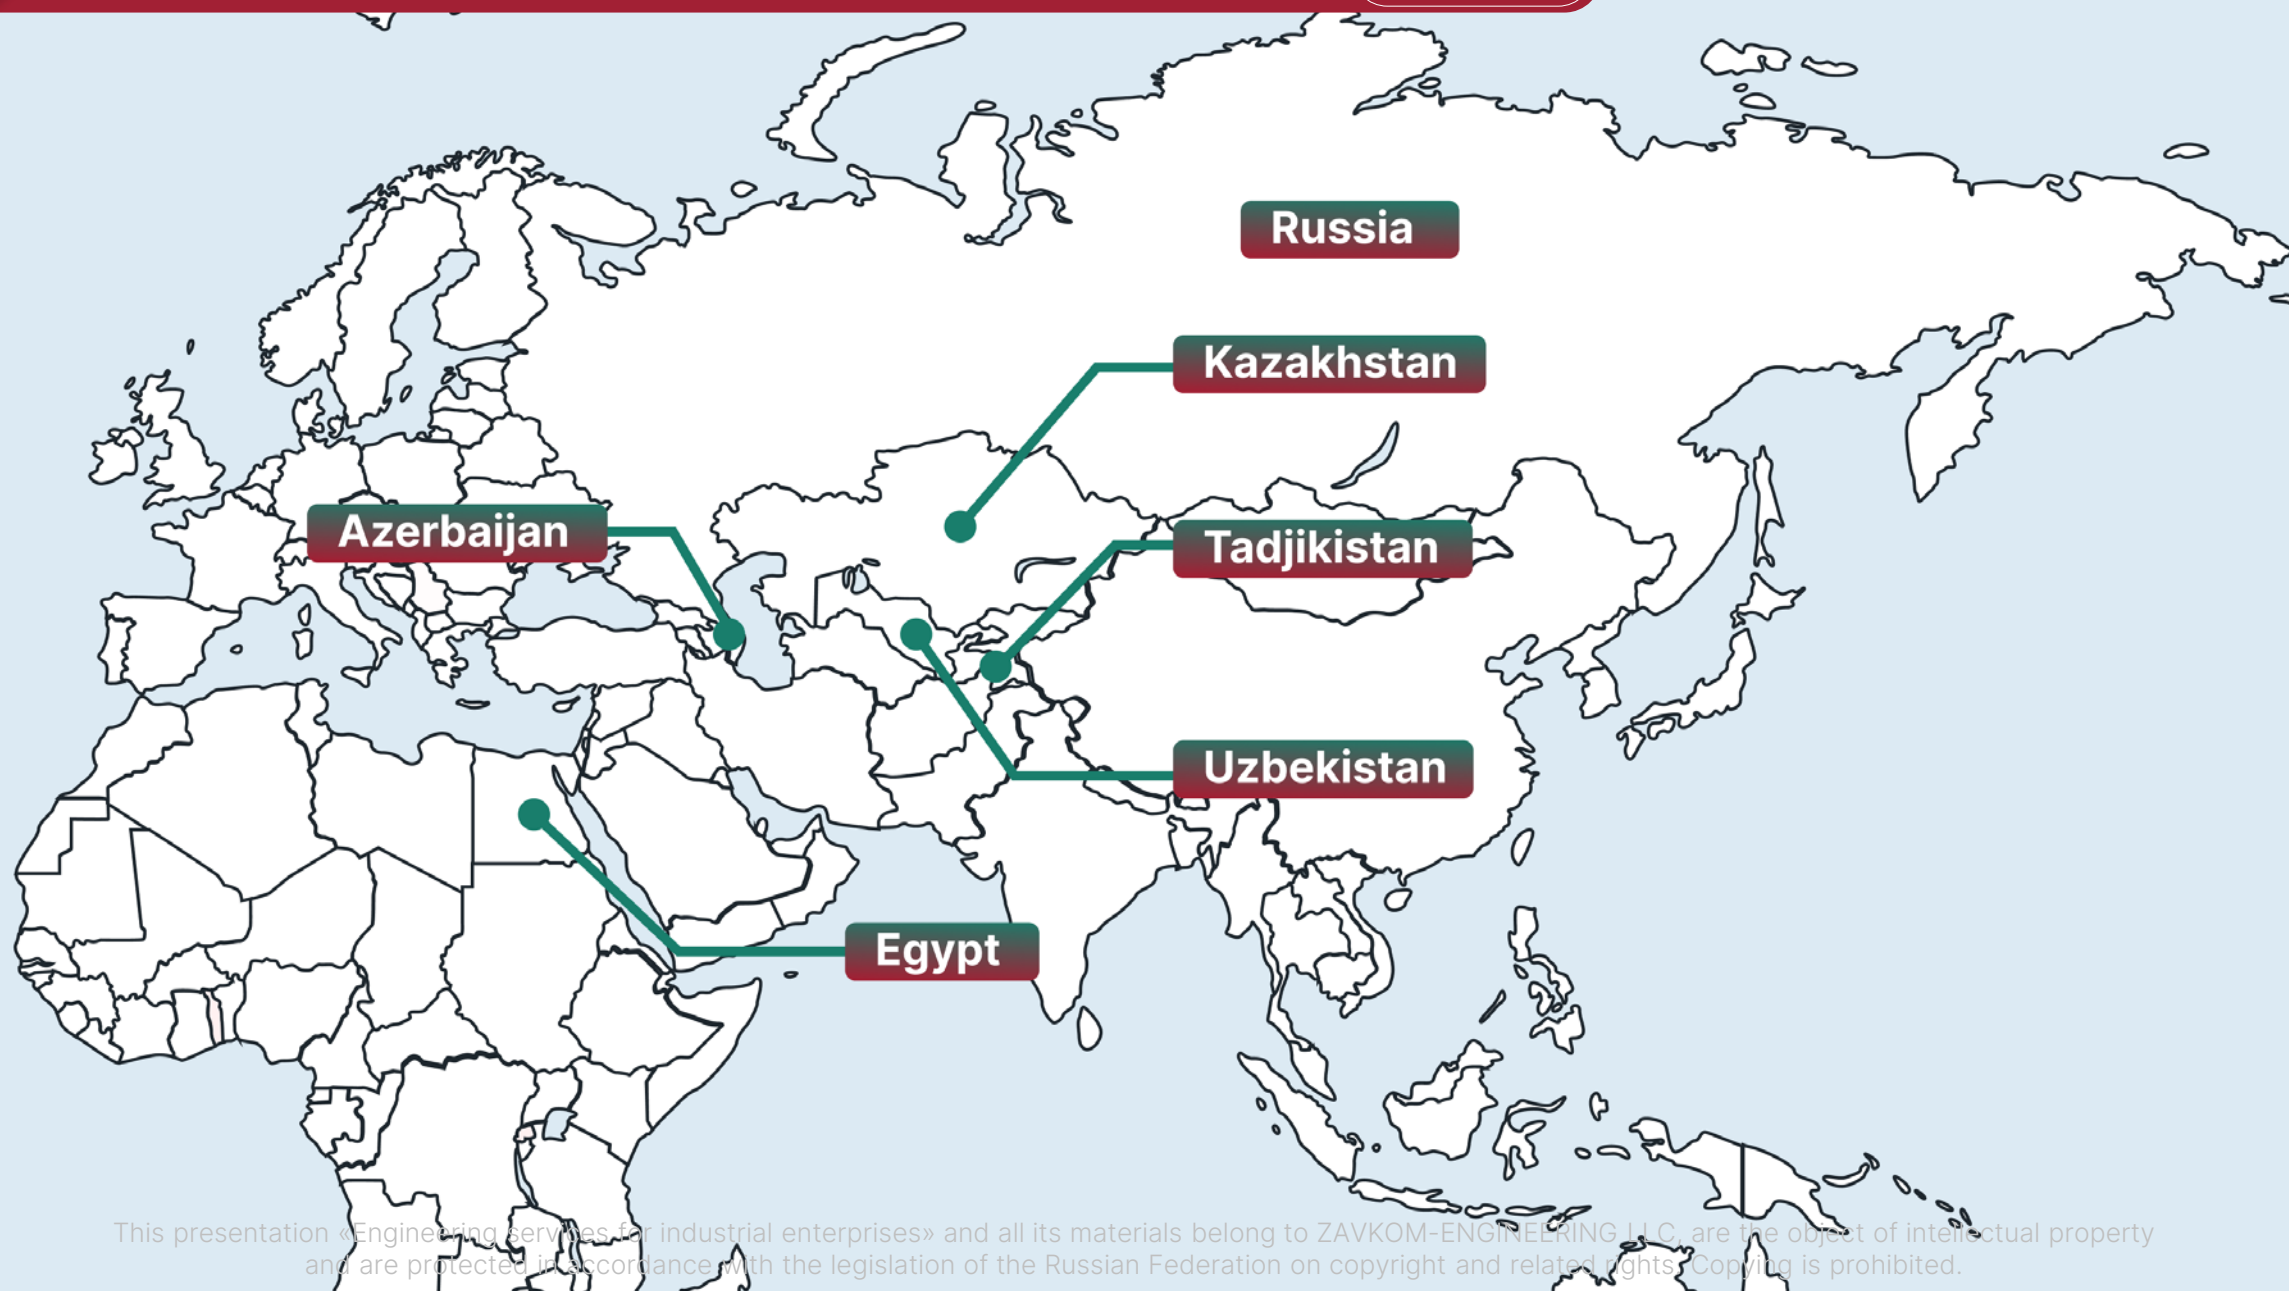 Russia
Kazakhstan
Azerbaijan
Tadjikistan
Uzbekistan
Egypt
This presentation «Engineering services for industrial enterprises» and all its materials belong to ZAVKOM-ENGINEERING LLC, are the object of intellectual property
and are protected in accordance with the legislation of the Russian Federation on copyright and related rights. Copying is prohibited.